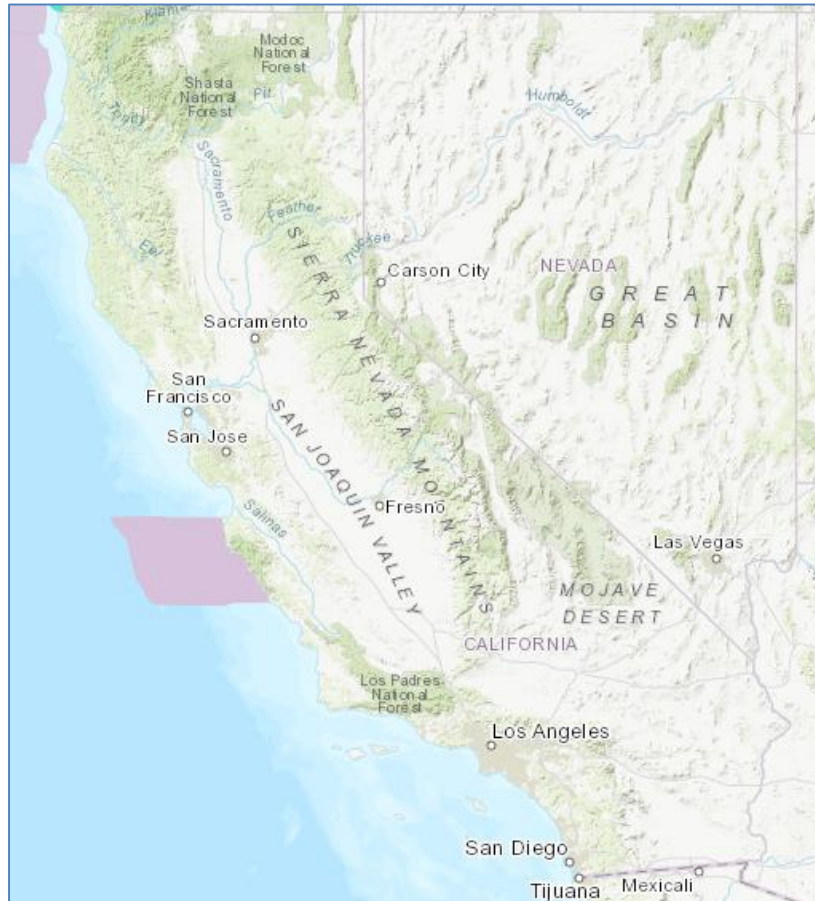 Klamath
Modoc
National
Forest
Shasta
National
Forest
Pit
Trinity
Humboldt
Sacramento
Feather
Eel
Truckee
Carson City
NEVADA
GREAT
BASIN
SIERRA NEVADA MOUNTAINS
Sacramento
San
Francisco
San Jose
SAN JOAQUIN VALLEY
Salinas
Fresno
Las Vegas
MOJAVE
DESERT
CALIFORNIA
Los Padres
National
Forest
Los Angeles
San Diego
Tijuana
Mexicali